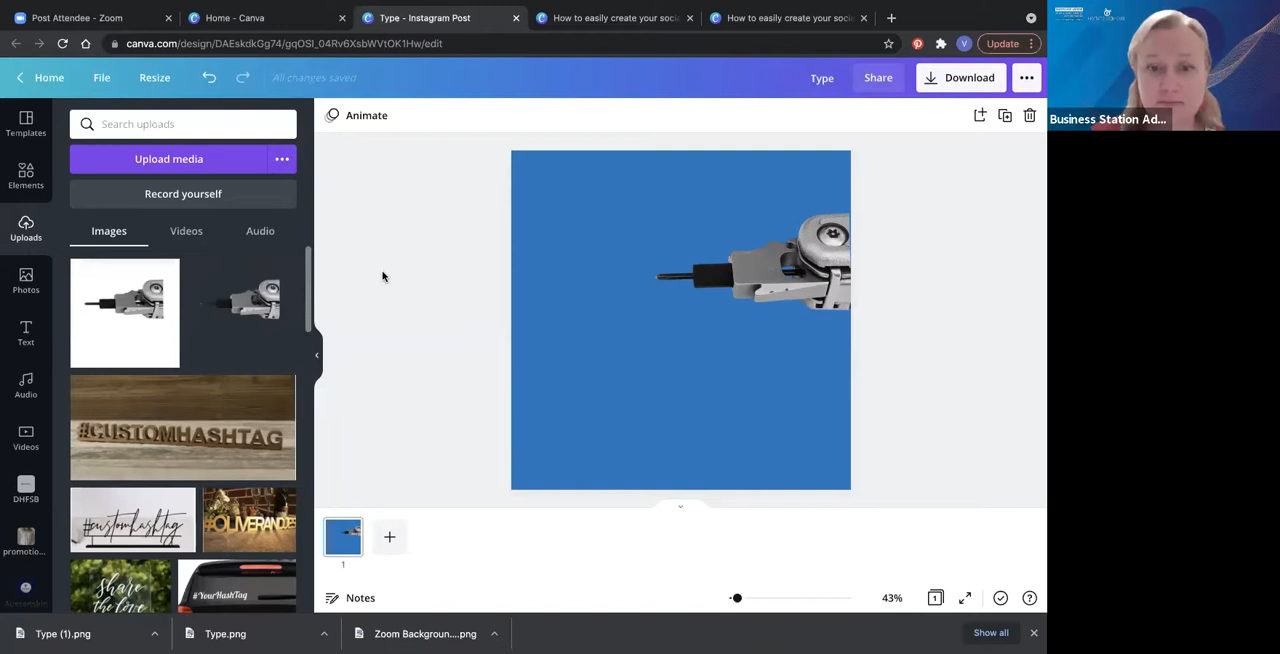 Post Attendee - Zoom
Home - Canva
Type - Instagram Post
How to easily create your soci
How to easily create your socia
canva.com/design/DAEskdkGg74/gqOSI_04Rv6XsbWVtOK1Hw/edit
V
Update
Business Station Ad...
Home
File
Resize
All changes saved
Type
Share
Download
Templates
Search uploads
Animate
Upload media
Elements
Record yourself
Uploads
Images
Videos
Audio
Photos
Text
Audio
#CUSTOMHASHTAG
Videos
DHFSB
#customhashtag
promotio...
share
the love
#YourHashTag
1
Notes
43%
1
Type (1).png
Type.png
Zoom Backgroun....png
Show all